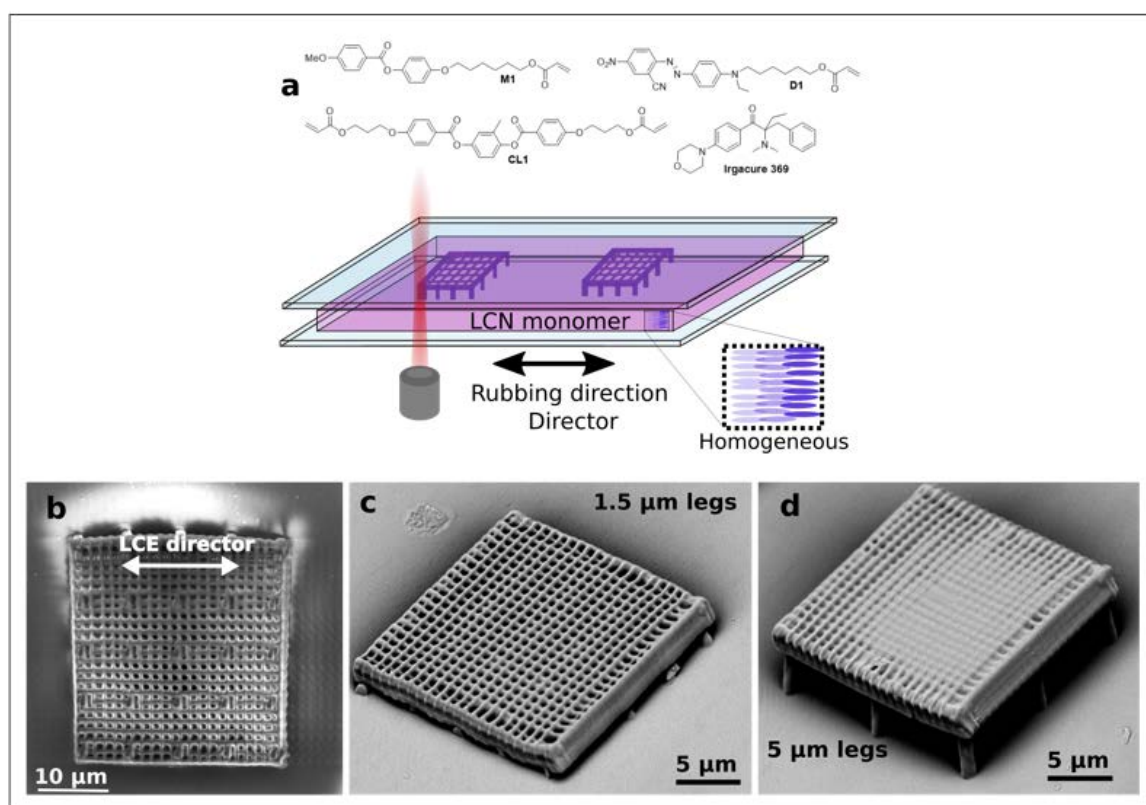 a
MeO
O
O
O
O
O
M1
O₂N
N
N
CN
N
O
O
D1
O
O
O
O
O
O
O
O
O
O
CL1
O
N
N
O
Irgacure 369
LCN monomer
Rubbing direction
Director
Homogeneous
b
LCE director
10 µm
c
1.5 µm legs
5 µm
d
5 µm legs
5 µm